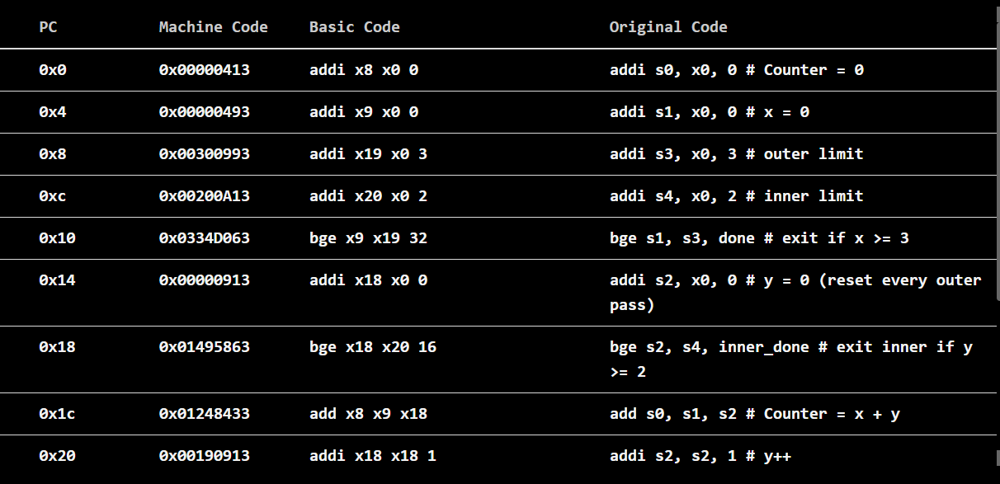 PC Machine Code Basic Code Original Code
0x0 0x00000413 addi x8 x0 0 addi s0, x0, 0 # Counter = 0
0x4 0x00000493 addi x9 x0 0 addi s1, x0, 0 # x = 0
0x8 0x00300993 addi x19 x0 3 addi s3, x0, 3 # outer limit
0xc 0x00200A13 addi x20 x0 2 addi s4, x0, 2 # inner limit
0x10 0x0334D063 bge x9 x19 32 bge s1, s3, done # exit if x >= 3
0x14 0x00000913 addi x18 x0 0 addi s2, x0, 0 # y = 0 (reset every outer
pass)
0x18 0x01495863 bge x18 x20 16 bge s2, s4, inner_done # exit inner if y
>= 2
0x1c 0x01248433 add x8 x9 x18 add s0, s1, s2 # Counter = x + y
0x20 0x00190913 addi x18 x18 1 addi s2, s2, 1 # y++